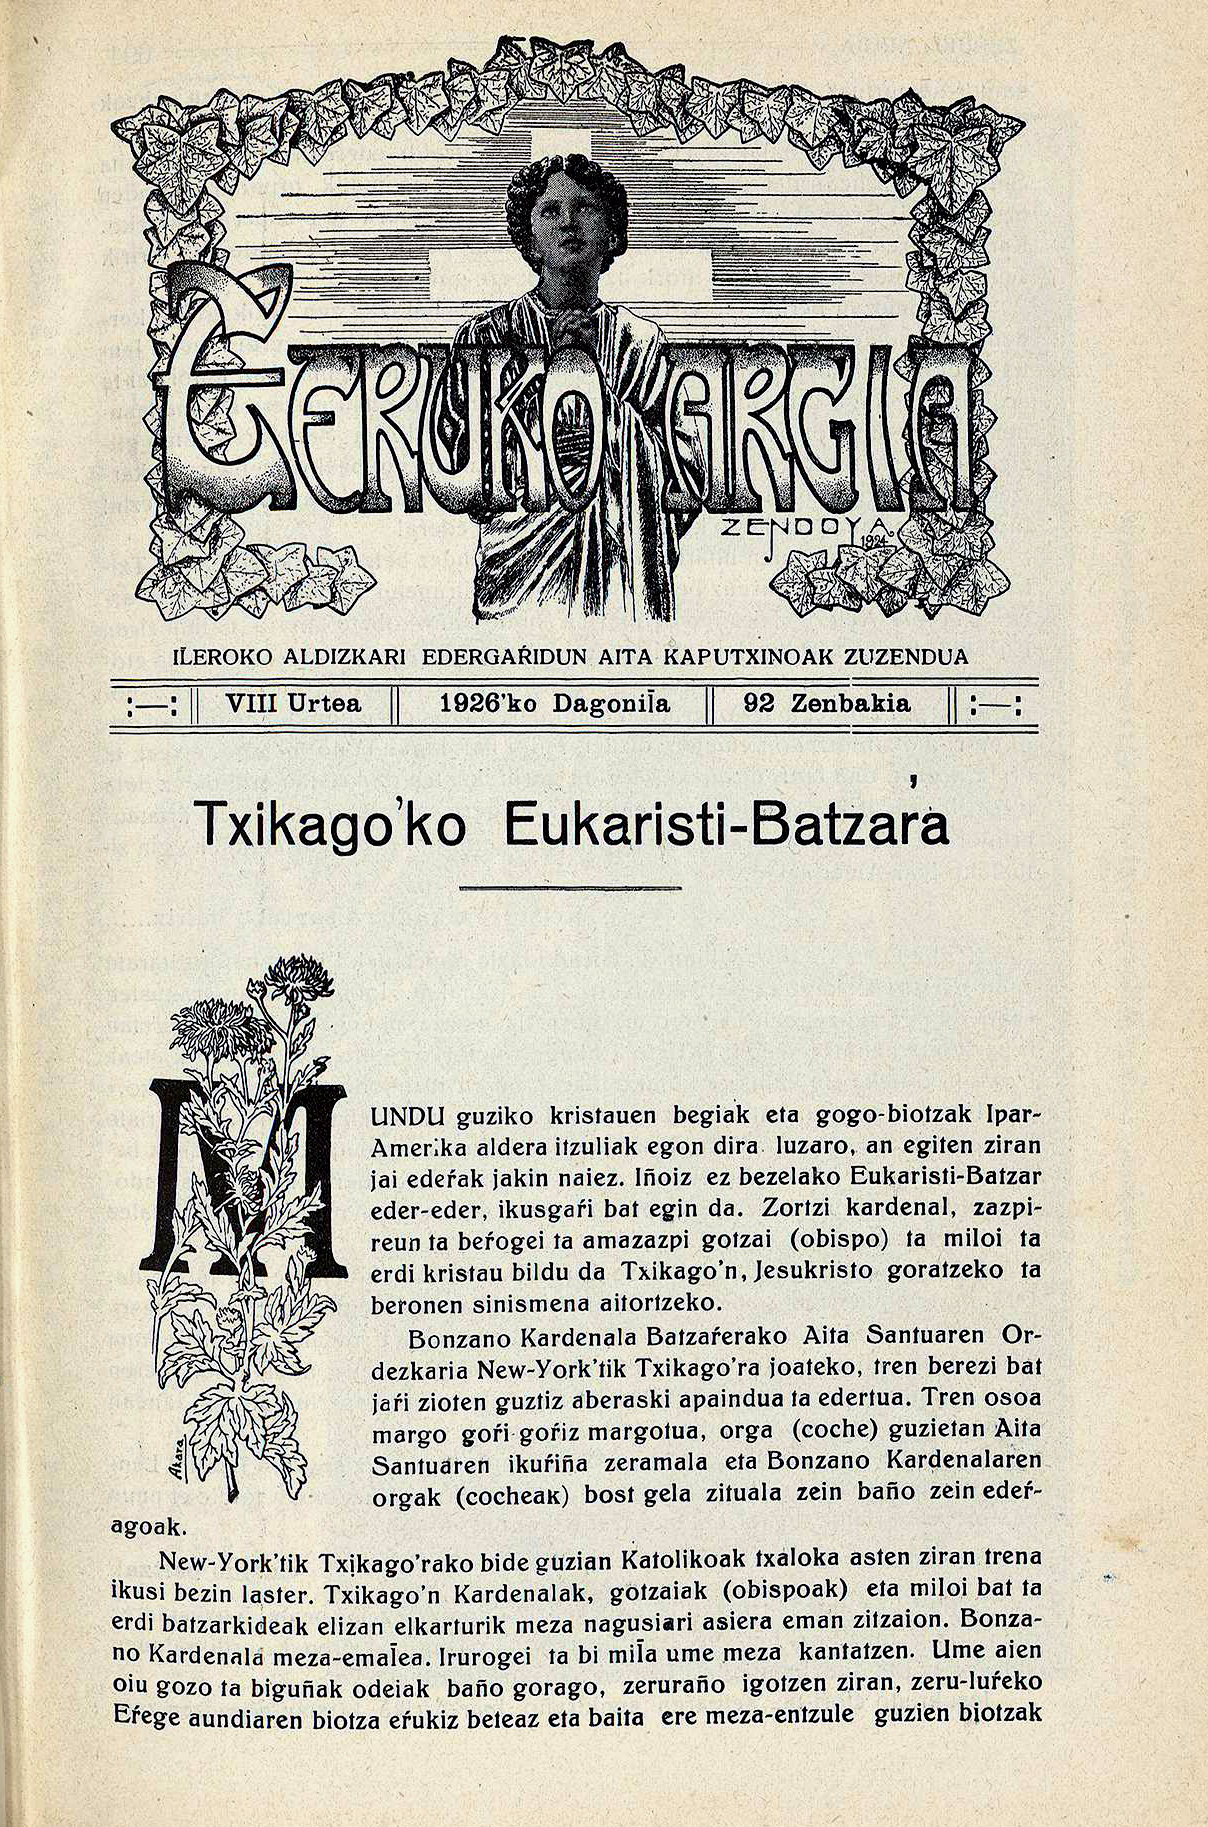 ZERUKO ARGIA
ZENDOYA
1924
IL̄EROKO ALDIZKARI EDERGAŔIDUN AITA KAPUTXINOAK ZUZENDUA
VIII Urtea 1926'ko Dagonil̄a 92 Zenbakia
Txikago'ko Eukaristi-Batzaŕa
MUNDU guziko kristauen begiak eta gogo-biotzak Ipar-
Amerika aldera itzuliak egon dira luzaro, an egiten ziran
jai edeŕak jakin naiez. Iñoiz ez bezelako Eukaristi-Batzar
eder-eder, ikusgaŕi bat egin da. Zortzi kardenal, zazpi-
reun ta beŕogei ta amazazpi gotzai (obispo) ta miloi ta
erdi kristau bildu da Txikago'n, Jesukristo goratzeko ta
beronen sinismena aitortzeko.
Bonzano Kardenala Batzaŕerako Aita Santuaren Or-
dezkaria New-York'tik Txikago'ra joateko, tren berezi bat
jaŕi zioten guztiz aberaski apaindua ta edertua. Tren osoa
margo goŕi-goŕiz margotua, orga (coche) guzietan Aita
Santuaren ikuŕiña zeramala eta Bonzano Kardenalaren
orgak (cocheak) bost gela zituala zein baño zein edeŕ-
agoak.
Akara
New-York'tik Txikago'rako bide guzian Katolikoak txaloka asten ziran trena
ikusi bezin laster. Txikago'n Kardenalak, gotzaiak (obispoak) eta miloi bat ta
erdi batzarkideak elizan elkarturik meza nagusiari asiera eman zitzaion. Bonza-
no Kardenala meza-emal̄ea. Irurogei ta bi mil̄a ume meza kantatzen. Ume aien
oiu gozo ta biguñak odeiak baño gorago, zeruraño igotzen ziran, zeru-luŕeko
Eŕege aundiaren biotza eŕukiz beteaz eta baita ere meza-entzule guzien biotzak